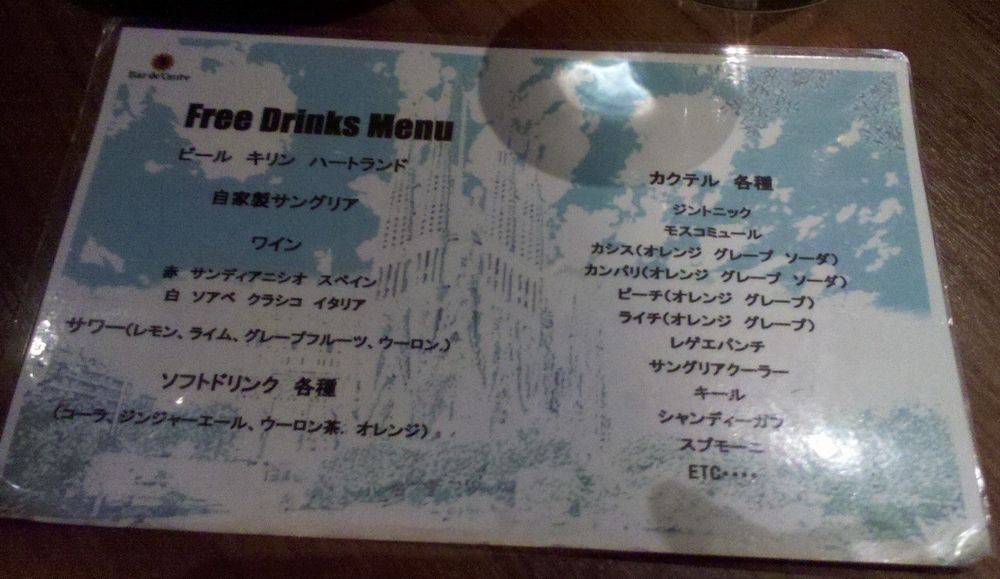 Bar de Cante
Free Drinks Menu
ビール キリン ハートランド
自家製サングリア
ワイン
赤 サンディアニシオ スペイン
白 ソアベ クラシコ イタリア
サワー(レモン、ライム、グレープフルーツ、ウーロン,)
ソフトドリンク 各種
(コーラ、ジンジャーエール、ウーロン茶. オレンジ)
カクテル 各種
ジントニック
モスコミュール
カシス(オレンジ グレープ ソーダ)
カンパリ(オレンジ グレープ ソーダ)
ピーチ(オレンジ グレープ)
ライチ(オレンジ グレープ)
レゲエパンチ
サングリアクーラー
キール
シャンディーガフ
スプモーニ
ETC・・・・